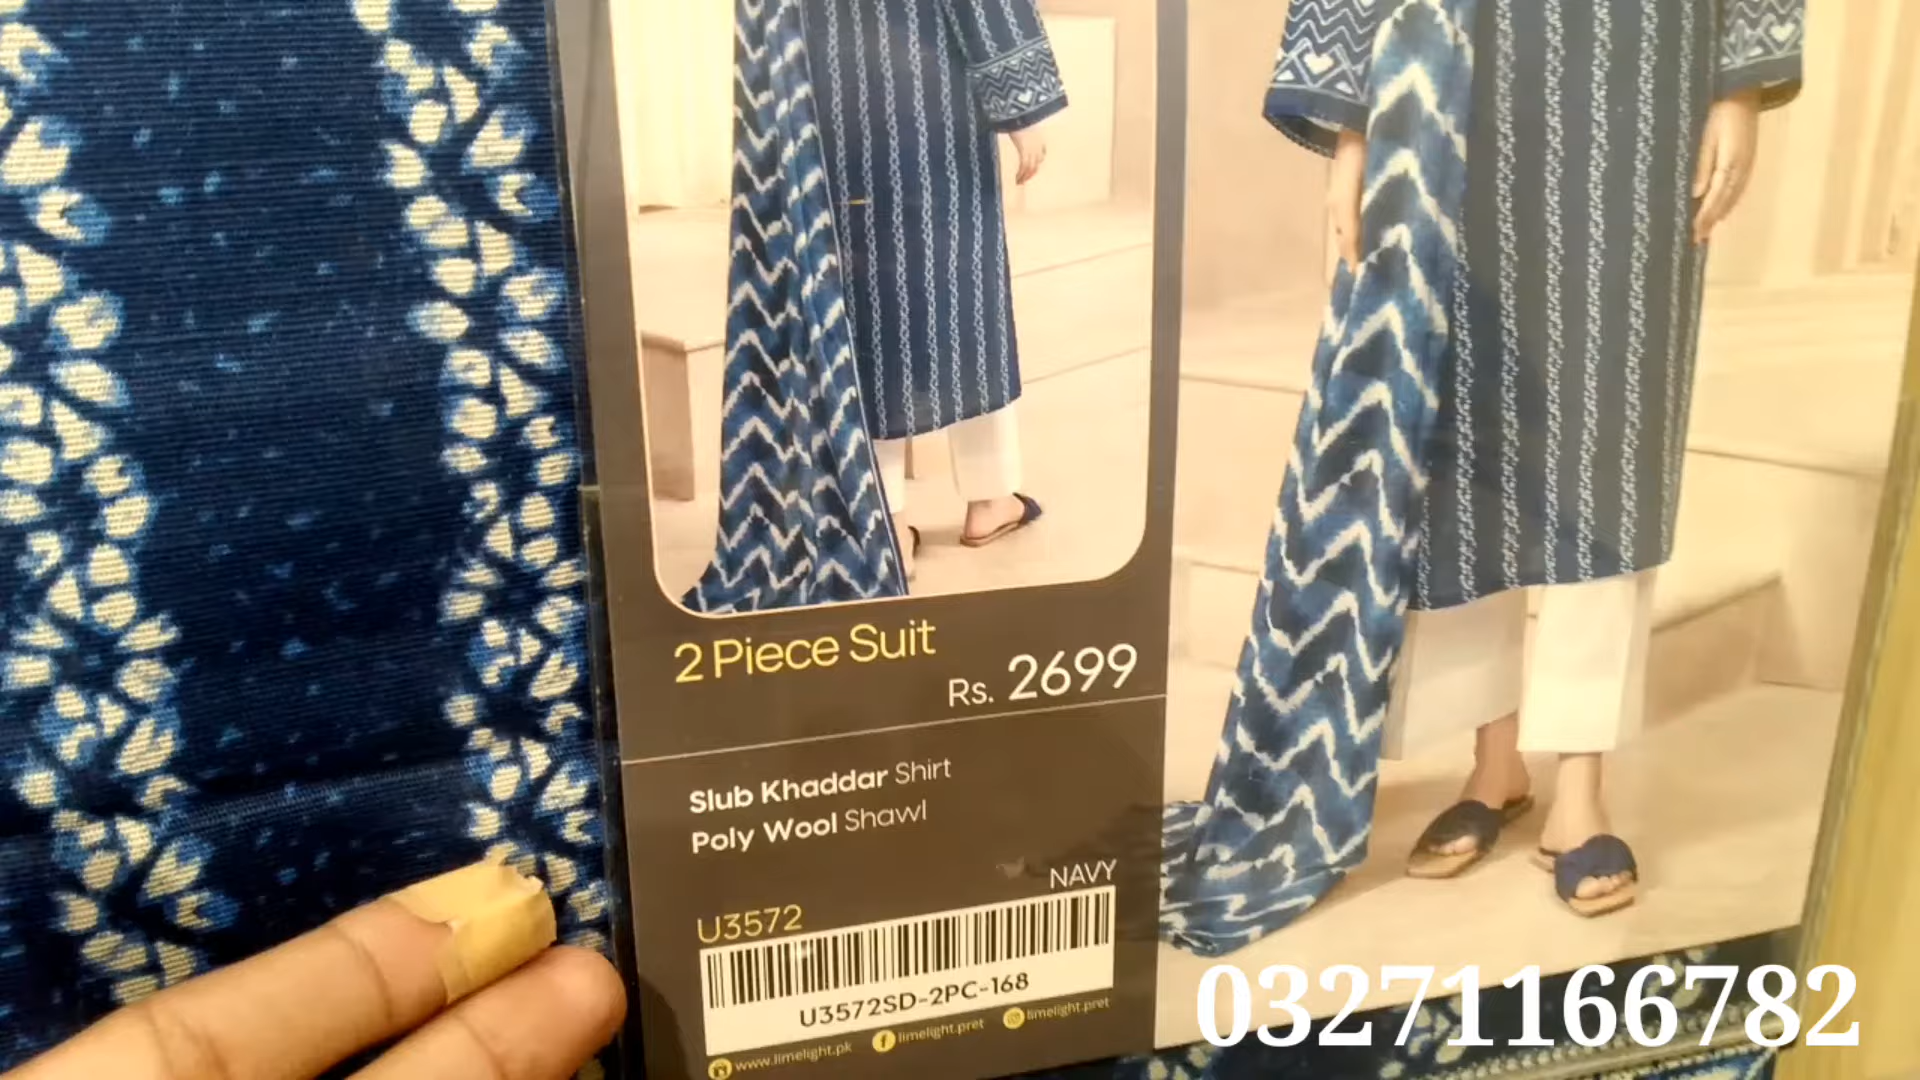 2 Piece Suit
Rs. 2699
Slub Khaddar Shirt
Poly Wool Shawl
NAVY
U3572
U3572SD-2PC-168
www.limelight.pk limelight.pret limelight.pret
03271166782